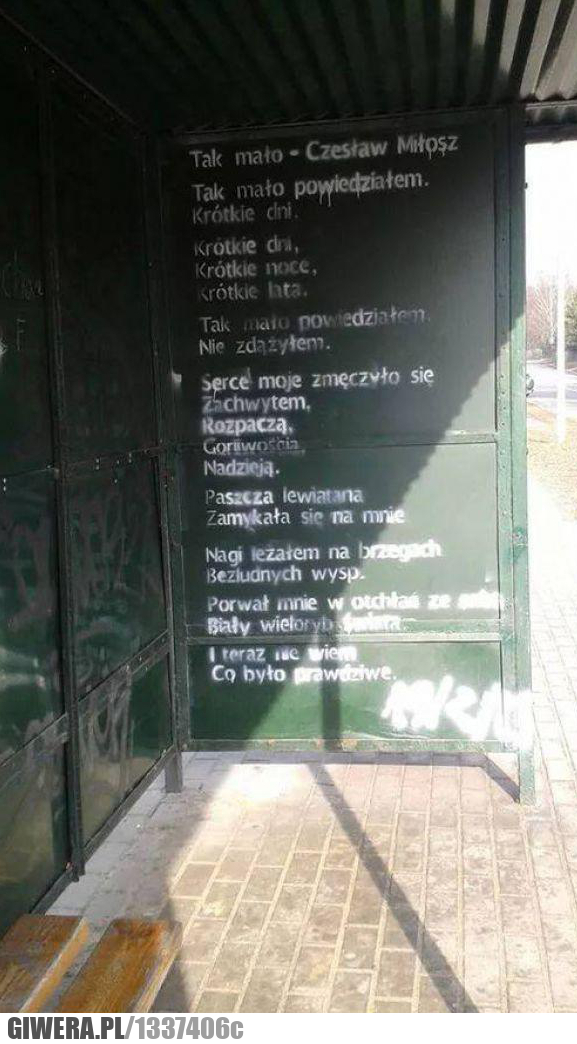 Tak mało - Czesław Miłosz
Tak mało powiedziałem.
Krótkie dni.
Krótkie dni,
Krótkie noce,
Krótkie lata.
Tak mało powiedziałem.
Nie zdążyłem.
Serce moje zmęczyło się
Zachwytem,
Rozpaczą,
Gorliwością,
Nadzieją.
Paszcza lewiatana
Zamykała się na mnie
Nagi leżałem na brzegach
Bezludnych wysp.
Porwał mnie w otchłań ze sobą
Biały wieloryb świata
I teraz nie wiem
Co było prawdziwe.
GIWERA.PL/1337406c